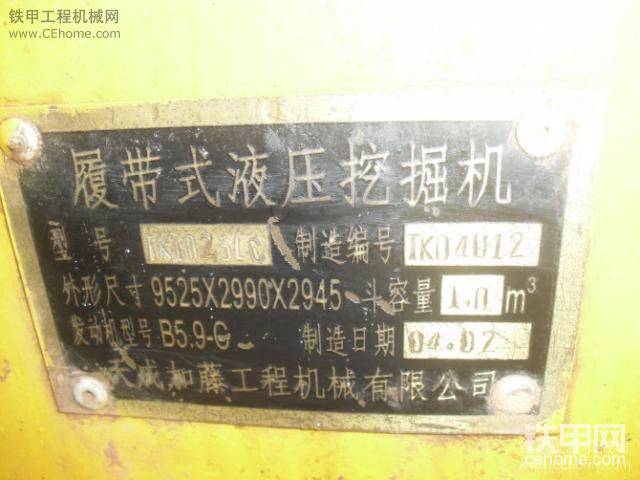 铁甲工程机械网
www.CEhome.com
履带式液压挖掘机
型号 制造编号 TK04012
外形尺寸 9525X2990X2945 斗容量 1.0 m³
发动机型号 B5.9-C 制造日期 04.02
天威加藤工程机械有限公司
铁甲网
cehome.com